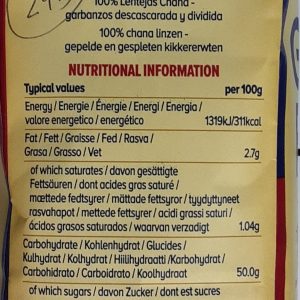 100% Lentejas Chana -
garbanzos descascarada y dividida
100% chana linzen -
gepelde en gespleten kikkererwten
NUTRITIONAL INFORMATION
Typical values per 100g
Energy / Energie / Énergie / Energi / Energia /
valore energetico / energético 1319kJ/311kcal
Fat / Fett / Graisse / Fed / Rasva /
Grasa / Grasso / Vet 2.7g
of which saturates / davon gesättigte
Fettsäuren / dont acides gras saturé /
mættede fedtsyrer / mättade fettsyror / tyydyttyneet
rasvahapot / mettede fettsyrer / acidi grassi saturi /
ácidos grasos saturados / waarvan verzadigt 1.04g
Carbohydrate / Kohlenhydrat / Glucides /
Kulhydrat / Kolhydrat / Hiilihydraatti /Karbohydrat /
Carbohidrato / Carboidrato / Koolhydraat 50.0g
of which sugars / davon Zucker / dont est sucres